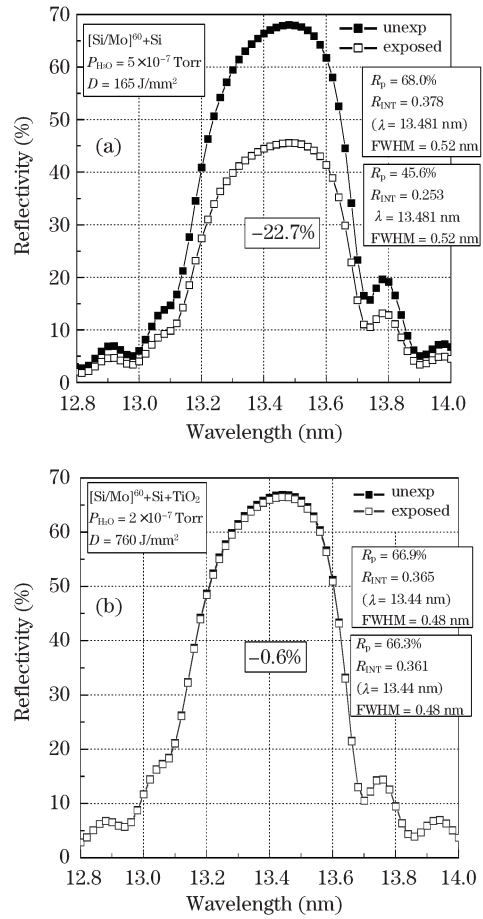 [Si/Mo]⁶⁰+Si
P_H₂O = 5×10⁻⁷ Torr
D = 165 J/mm²
unexp
exposed
R_p = 68.0%
R_INT = 0.378
(λ = 13.481 nm)
FWHM = 0.52 nm
R_p = 45.6%
R_INT = 0.253
λ = 13.481 nm)
FWHM = 0.52 nm
(a)
−22.7%
Reflectivity (%)
70
60
50
40
30
20
10
0
12.8 13.0 13.2 13.4 13.6 13.8 14.0
Wavelength (nm)
[Si/Mo]⁶⁰+Si+TiO₂
P_H₂O = 2×10⁻⁷ Torr
D = 760 J/mm²
unexp
exposed
R_p = 66.9%
R_INT = 0.365
(λ = 13.44 nm)
FWHM = 0.48 nm
R_p = 66.3%
R_INT = 0.361
(λ = 13.44 nm)
FWHM = 0.48 nm
(b)
−0.6%
Reflectivity (%)
70
60
50
40
30
20
10
0
12.8 13.0 13.2 13.4 13.6 13.8 14.0
Wavelength (nm)